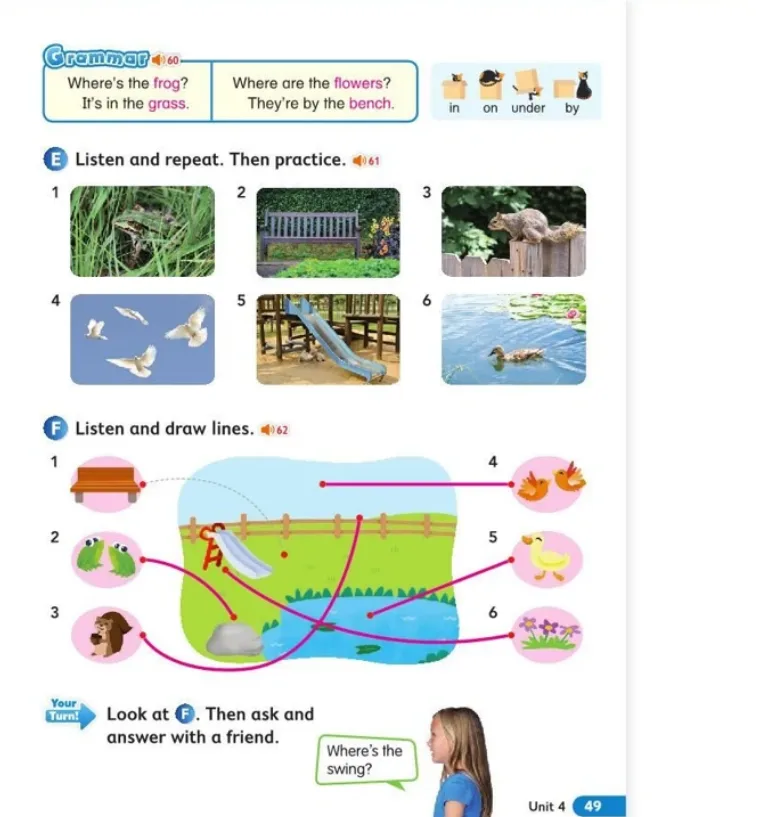 Grammar 60
Where's the frog?
It's in the grass.
Where are the flowers?
They're by the bench.
in on under by
E Listen and repeat. Then practice. 61
1 2 3
4 5 6
F Listen and draw lines. 62
1 4
2 5
3 6
Your Turn!
Look at F. Then ask and
answer with a friend.
Where's the
swing?
Unit 4 49